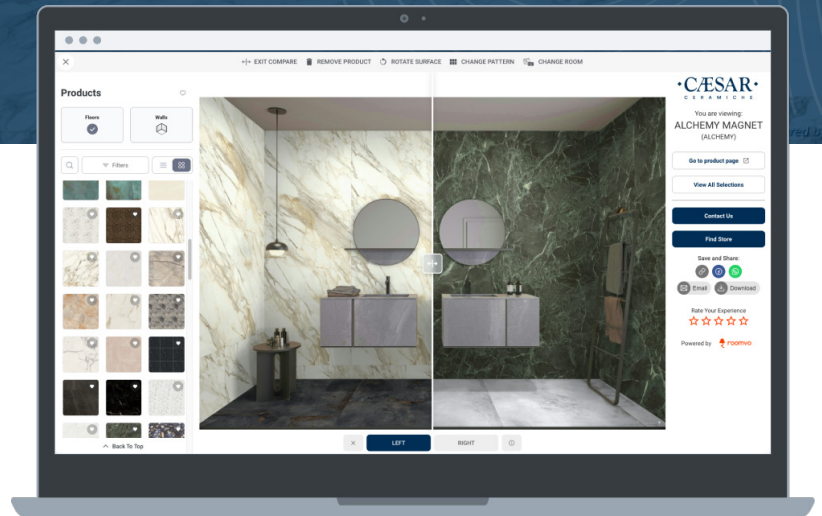 EXIT COMPARE
REMOVE PRODUCT
ROTATE SURFACE
CHANGE PATTERN
CHANGE ROOM
Products
Floors
Walls
Filters
Back To Top
LEFT
RIGHT
·CÆSAR·
CERAMICHE
You are viewing:
ALCHEMY MAGNET
(ALCHEMY)
Go to product page
View All Selections
Contact Us
Find Store
Save and Share:
Email
Download
Rate Your Experience
Powered by
roomvo